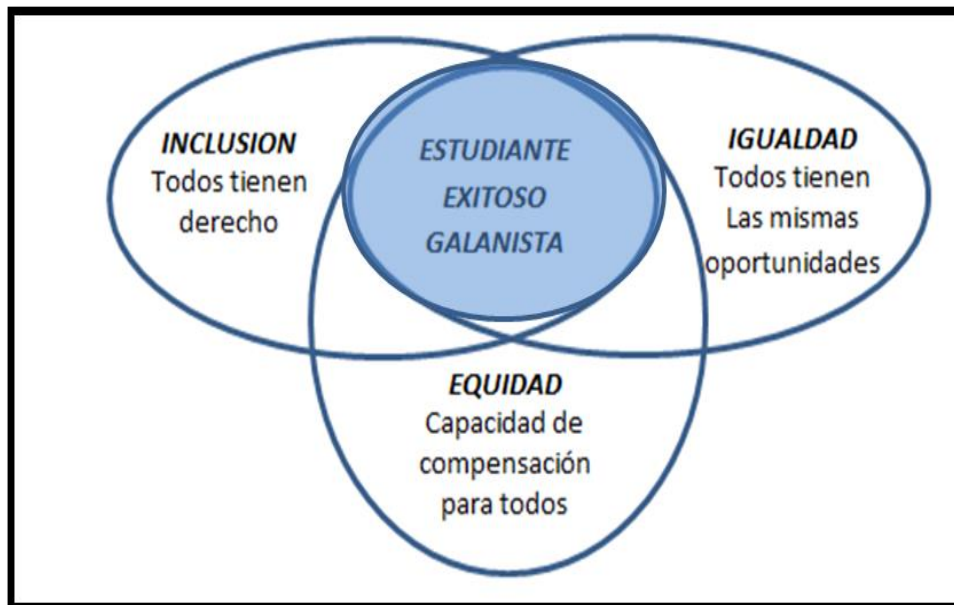 INCLUSION
Todos tienen
derecho
ESTUDIANTE
EXITOSO
GALANISTA
IGUALDAD
Todos tienen
Las mismas
oportunidades
EQUIDAD
Capacidad de
compensación
para todos